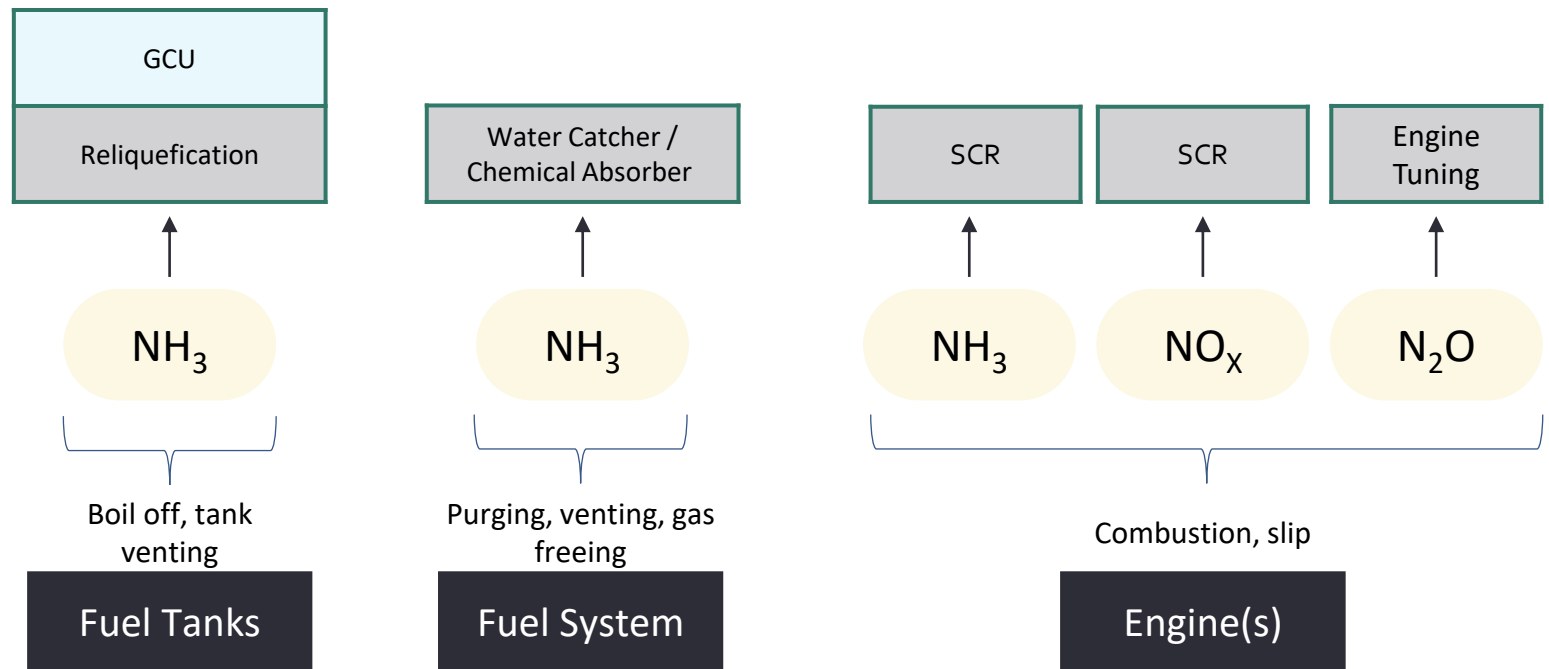 GCU
Reliquefication
Water Catcher /
Chemical Absorber
SCR
SCR
Engine
Tuning
NH₃
NH₃
NH₃
NOₓ
N₂O
Boil off, tank
venting
Purging, venting, gas
freeing
Combustion, slip
Fuel Tanks
Fuel System
Engine(s)